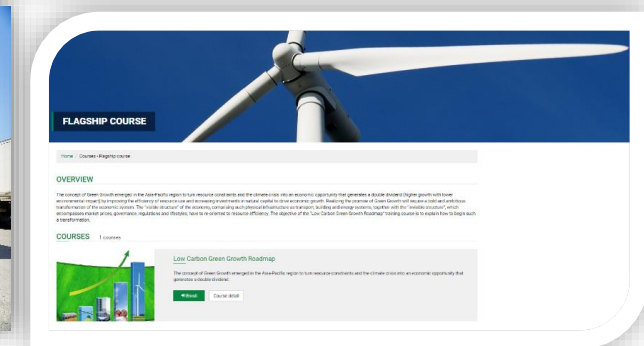 FLAGSHIP COURSE
Home / Courses - Flagship course
OVERVIEW
The concept of Green Growth emerged in the Asia-Pacific region to turn resource constraints and the climate crisis into an economic opportunity that generates a double dividend (higher growth with lower
environmental impact) by improving the efficiency of resource use and increasing investments in natural capital to drive economic growth. Realizing the promise of Green Growth will require a bold and ambitious
transformation of the economic system. The "visible structure" of the economy, comprising such physical infrastructure as transport, building and energy systems, together with the "invisible structure", which
encompasses market prices, governance, regulations and lifestyles, have to re-oriented to resource efficiency. The objective of the "Low Carbon Green Growth Roadmap" training course is to explain how to begin such
a transformation.
COURSES 1 courses
Low Carbon Green Growth Roadmap
The concept of Green Growth emerged in the Asia-Pacific region to turn resource constraints and the climate crisis into an economic opportunity that
generates a double dividend.
Course detail